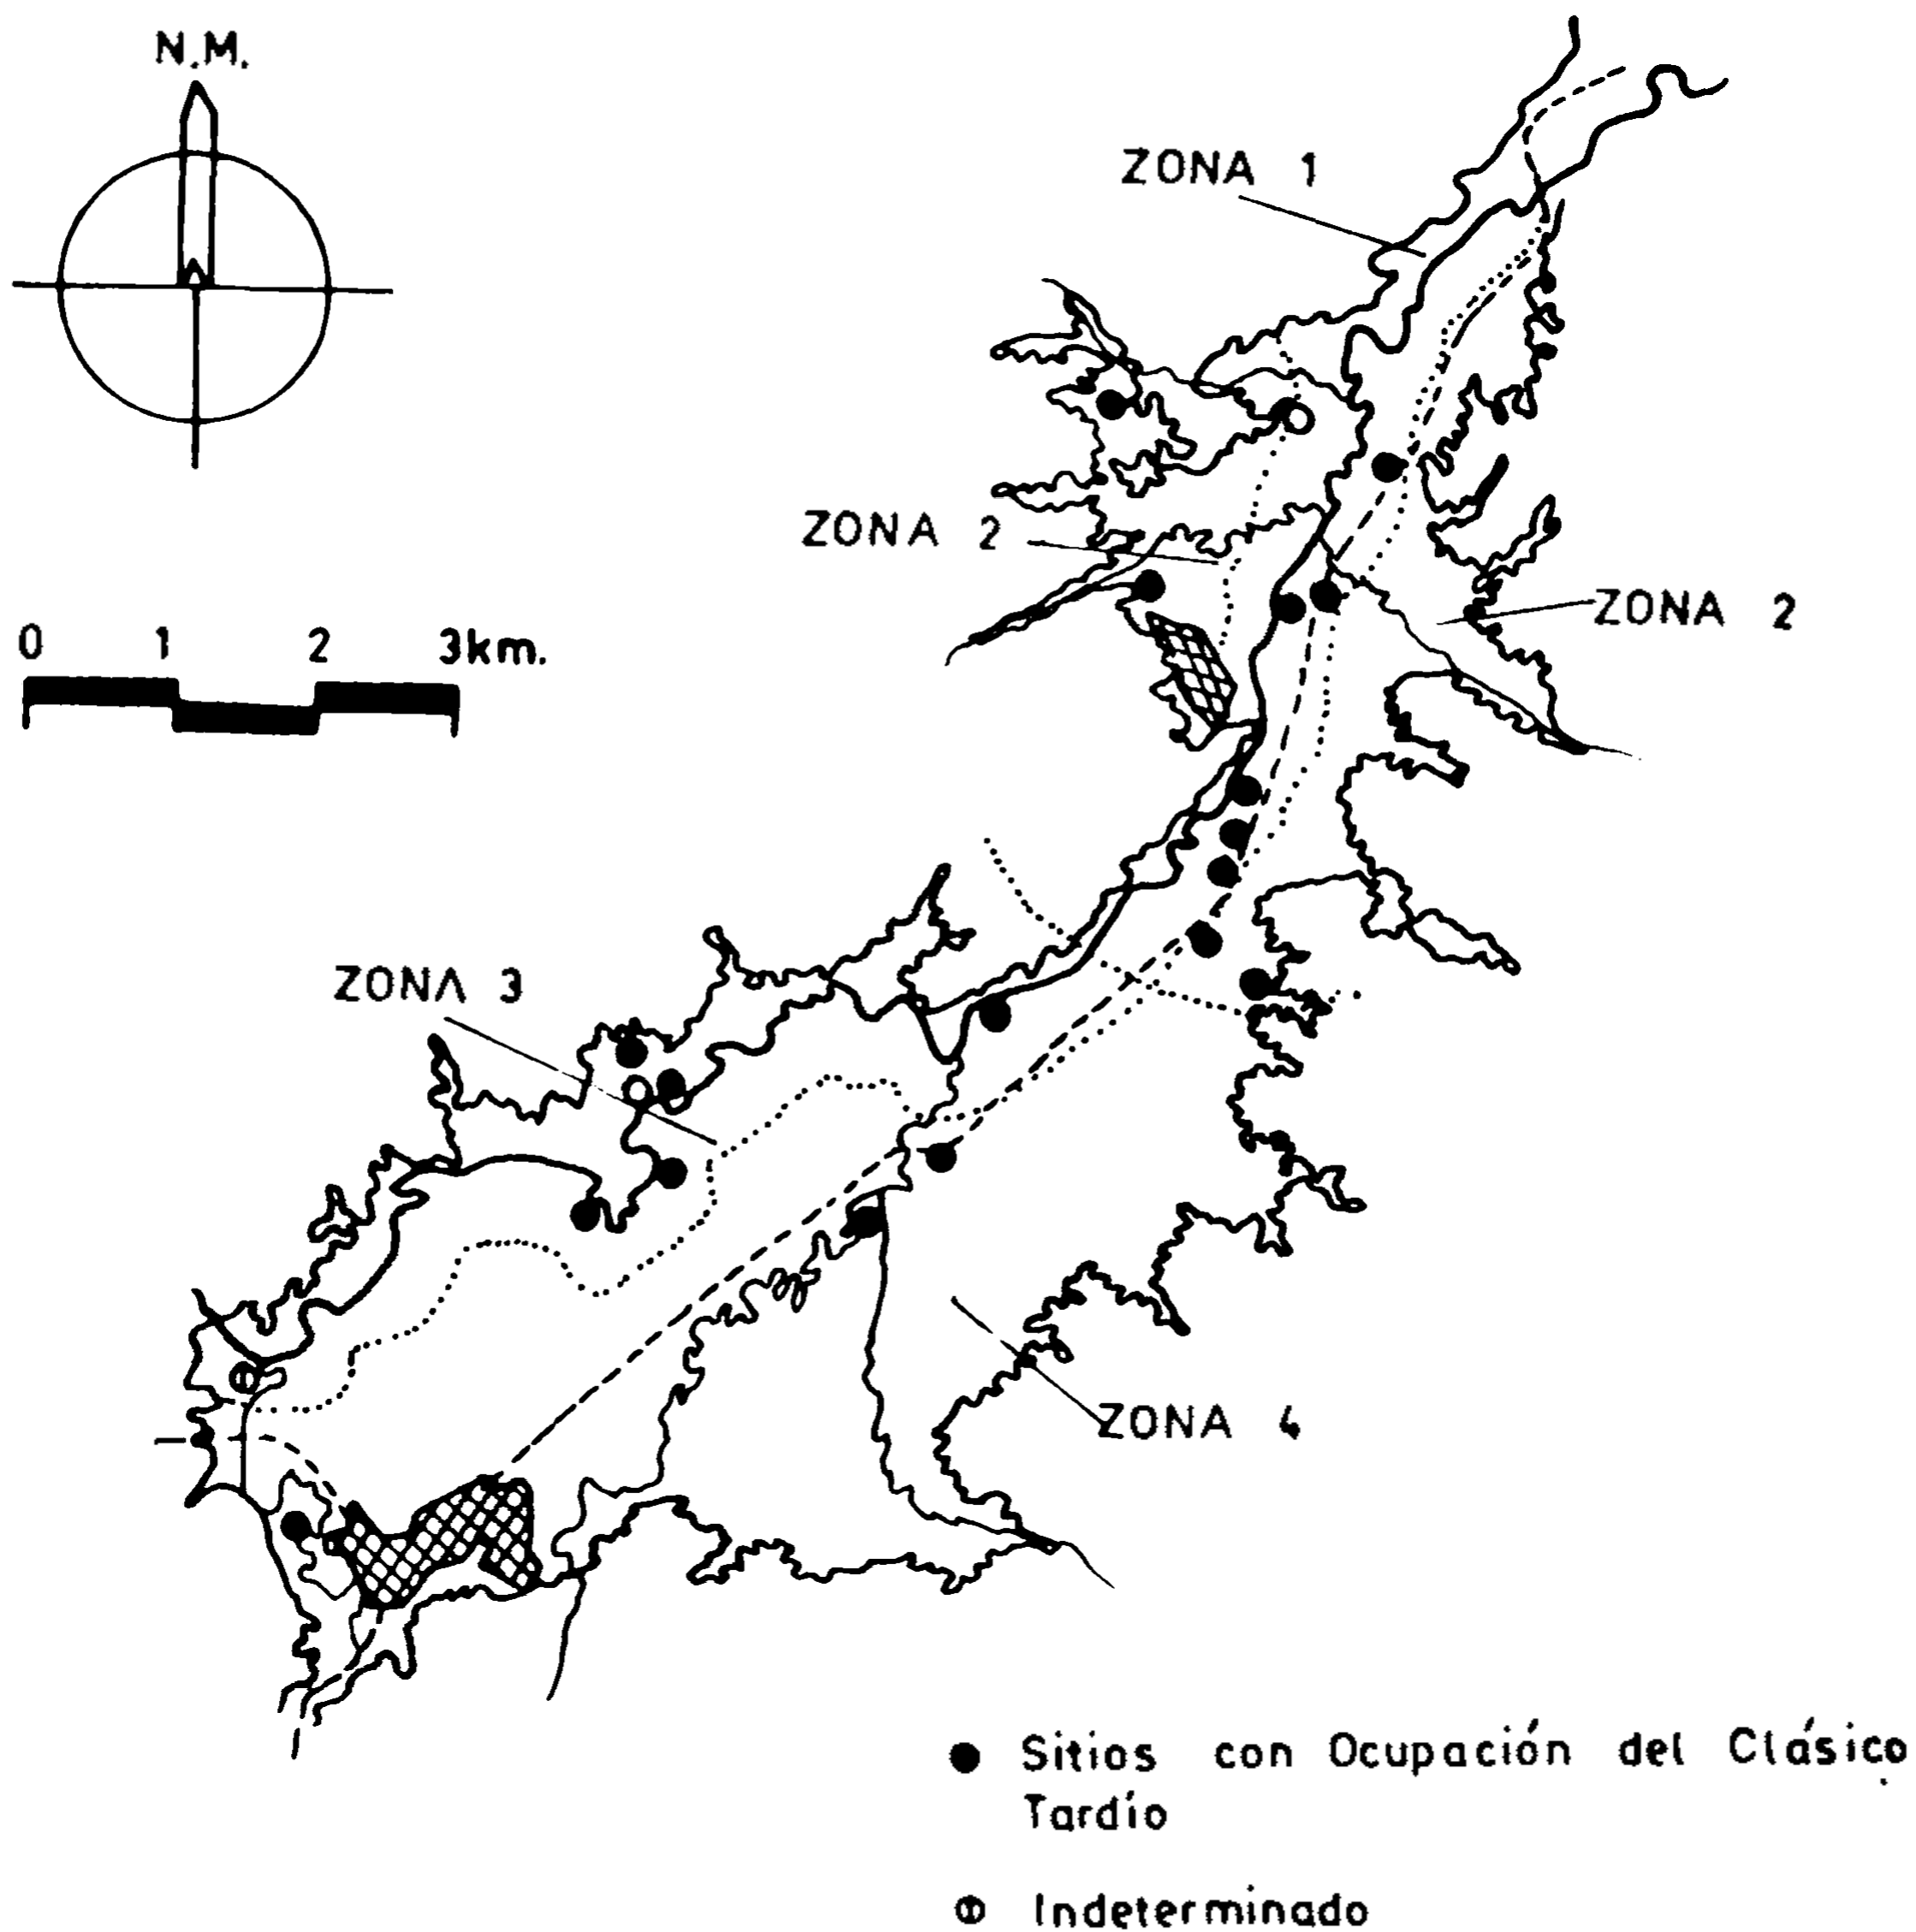 N.M.
ZONA 1
ZONA 2
ZONA 2
0 1 2 3km.
ZONA 3
ZONA 4
Sitios con Ocupación del Clásico
Tardío
Indeterminado